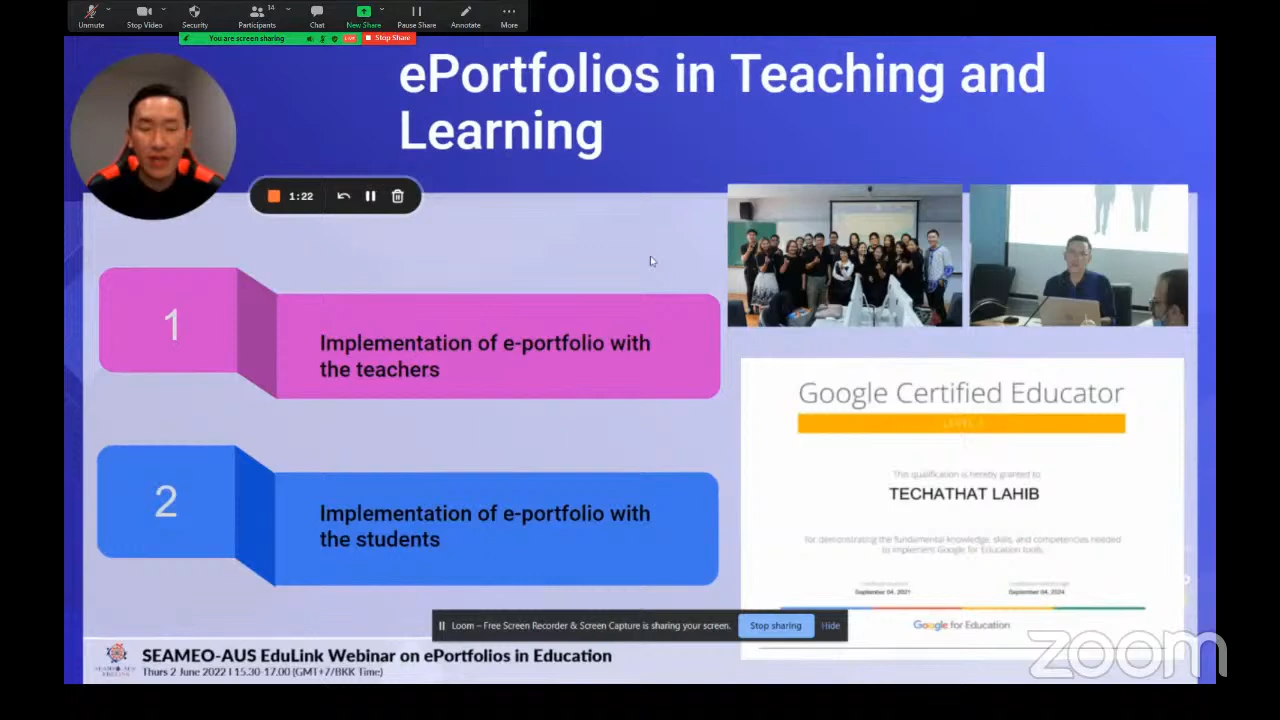 14
Unmute
Stop Video
Security
Participants
Chat
New Share
Pause Share
Annotate
More
You are screen sharing
LIVE
Stop Share
ePortfolios in Teaching and
Learning
1:22
1
Implementation of e-portfolio with
the teachers
2
Implementation of e-portfolio with
the students
Google Certified Educator
This qualification is hereby granted to
TECHATHAT LAHIB
for demonstrating the fundamental knowledge, skills, and competencies needed
to implement Google for Education tools.
September 04, 2021
September 04, 2024
Google for Education
Loom – Free Screen Recorder & Screen Capture is sharing your screen.
Stop sharing
Hide
SEAMEO-AUS EduLink Webinar on ePortfolios in Education
Thurs 2 June 2022 I 15.30-17.00 (GMT+7/BKK Time)
zoom